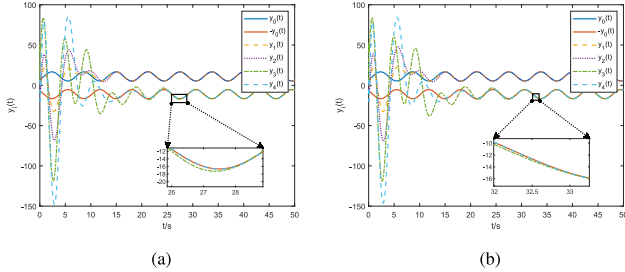 100
50
0
-50
-100
-150
0 5 10 15 20 25 30 35 40 45 50
t/s
y_i(t)
y_0(t)
-y_0(t)
y_1(t)
y_2(t)
y_3(t)
y_4(t)
-12
-14
-16
-18
-20
26 27 28
(a)
100
50
0
-50
-100
-150
0 5 10 15 20 25 30 35 40 45 50
t/s
y_i(t)
y_0(t)
-y_0(t)
y_1(t)
y_2(t)
y_3(t)
y_4(t)
-10
-12
-14
-16
32 32.5 33
(b)